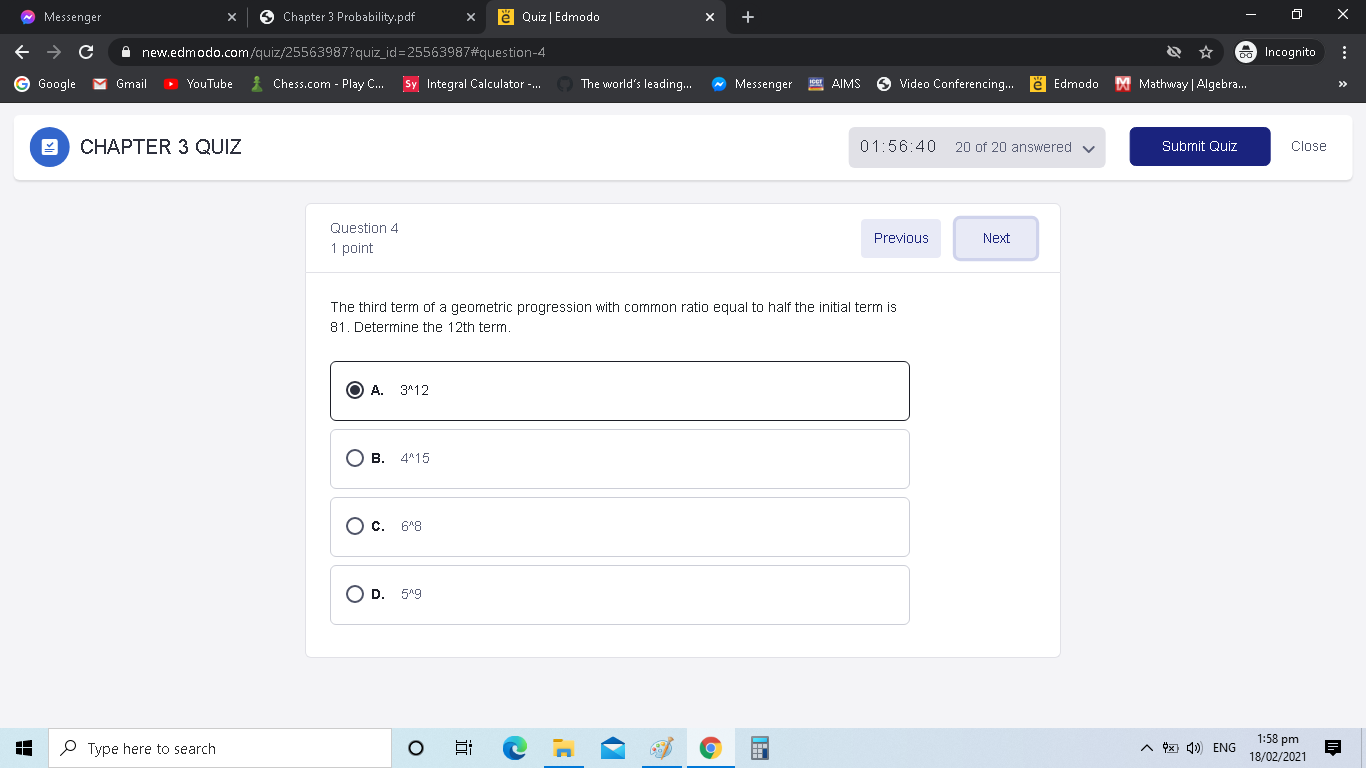 Messenger
Chapter 3 Probability.pdf
Quiz | Edmodo
new.edmodo.com/quiz/25563987?quiz_id=25563987#question-4
Incognito
Google
Gmail
YouTube
Chess.com - Play C...
Sy
Integral Calculator -...
The world's leading...
Messenger
AIMS
Video Conferencing...
Edmodo
Mathway | Algebra...
»
CHAPTER 3 QUIZ
01:56:40
20 of 20 answered
Submit Quiz
Close
Question 4
1 point
Previous
Next
The third term of a geometric progression with common ratio equal to half the initial term is
81. Determine the 12th term.
A. 3^12
B. 4^15
C. 6^8
D. 5^9
Type here to search
ENG
1:58 pm
18/02/2021